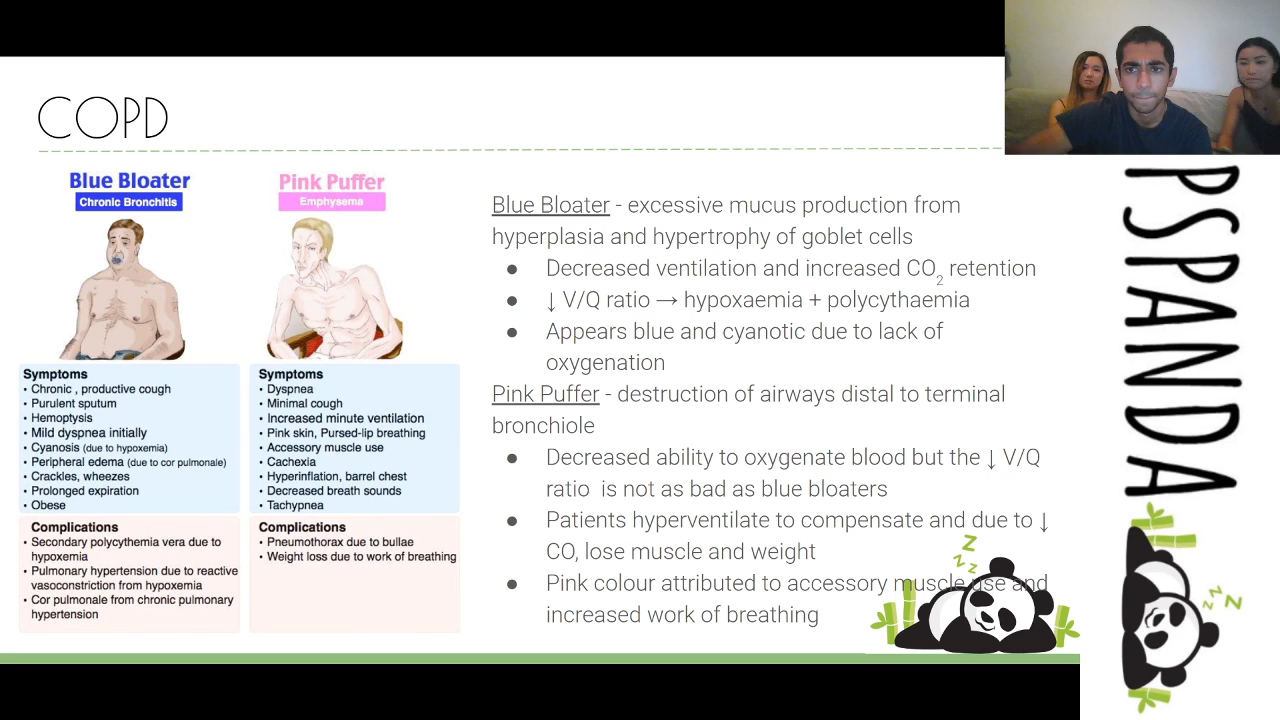 COPD
Blue Bloater
Chronic Bronchitis
Symptoms
• Chronic , productive cough
• Purulent sputum
• Hemoptysis
• Mild dyspnea initially
• Cyanosis (due to hypoxemia)
• Peripheral edema (due to cor pulmonale)
• Crackles, wheezes
• Prolonged expiration
• Obese
Complications
• Secondary polycythemia vera due to
hypoxemia
• Pulmonary hypertension due to reactive
vasoconstriction from hypoxemia
• Cor pulmonale from chronic pulmonary
hypertension
Pink Puffer
Emphysema
Symptoms
• Dyspnea
• Minimal cough
• Increased minute ventilation
• Pink skin, Pursed-lip breathing
• Accessory muscle use
• Cachexia
• Hyperinflation, barrel chest
• Decreased breath sounds
• Tachypnea
Complications
• Pneumothorax due to bullae
• Weight loss due to work of breathing
Blue Bloater - excessive mucus production from
hyperplasia and hypertrophy of goblet cells
● Decreased ventilation and increased CO2 retention
● ↓ V/Q ratio → hypoxaemia + polycythaemia
● Appears blue and cyanotic due to lack of
oxygenation
Pink Puffer - destruction of airways distal to terminal
bronchiole
● Decreased ability to oxygenate blood but the ↓ V/Q
ratio is not as bad as blue bloaters
● Patients hyperventilate to compensate and due to ↓
CO, lose muscle and weight
● Pink colour attributed to accessory muscle use and
increased work of breathing
z z z z z
PSPANDA
z z z z